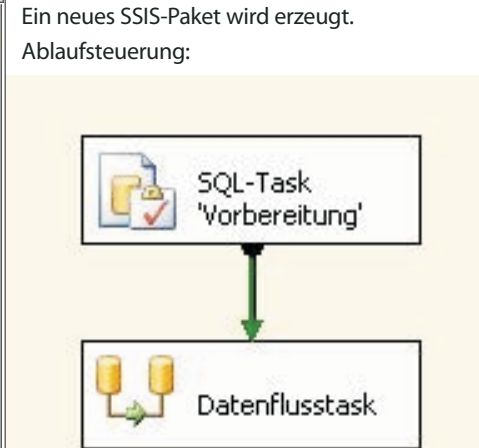 Ein neues SSIS-Paket wird erzeugt.
Ablaufsteuerung:
SQL-Task
'Vorbereitung'
Datenflusstask